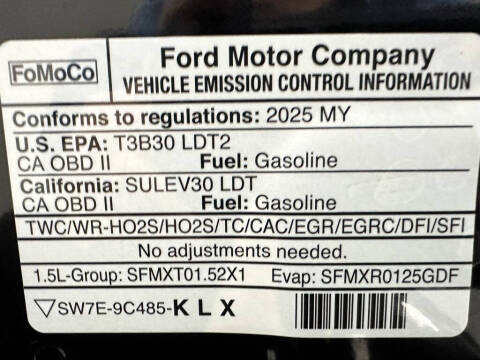 FoMoCo
Ford Motor Company
VEHICLE EMISSION CONTROL INFORMATION
Conforms to regulations: 2025 MY
U.S. EPA: T3B30 LDT2
CA OBD II Fuel: Gasoline
California: SULEV30 LDT
CA OBD II Fuel: Gasoline
TWC/WR-HO2S/HO2S/TC/CAC/EGR/EGRC/DFI/SFI
No adjustments needed.
1.5L-Group: SFMXT01.52X1 Evap: SFMXR0125GDF
▽SW7E-9C485-K L X